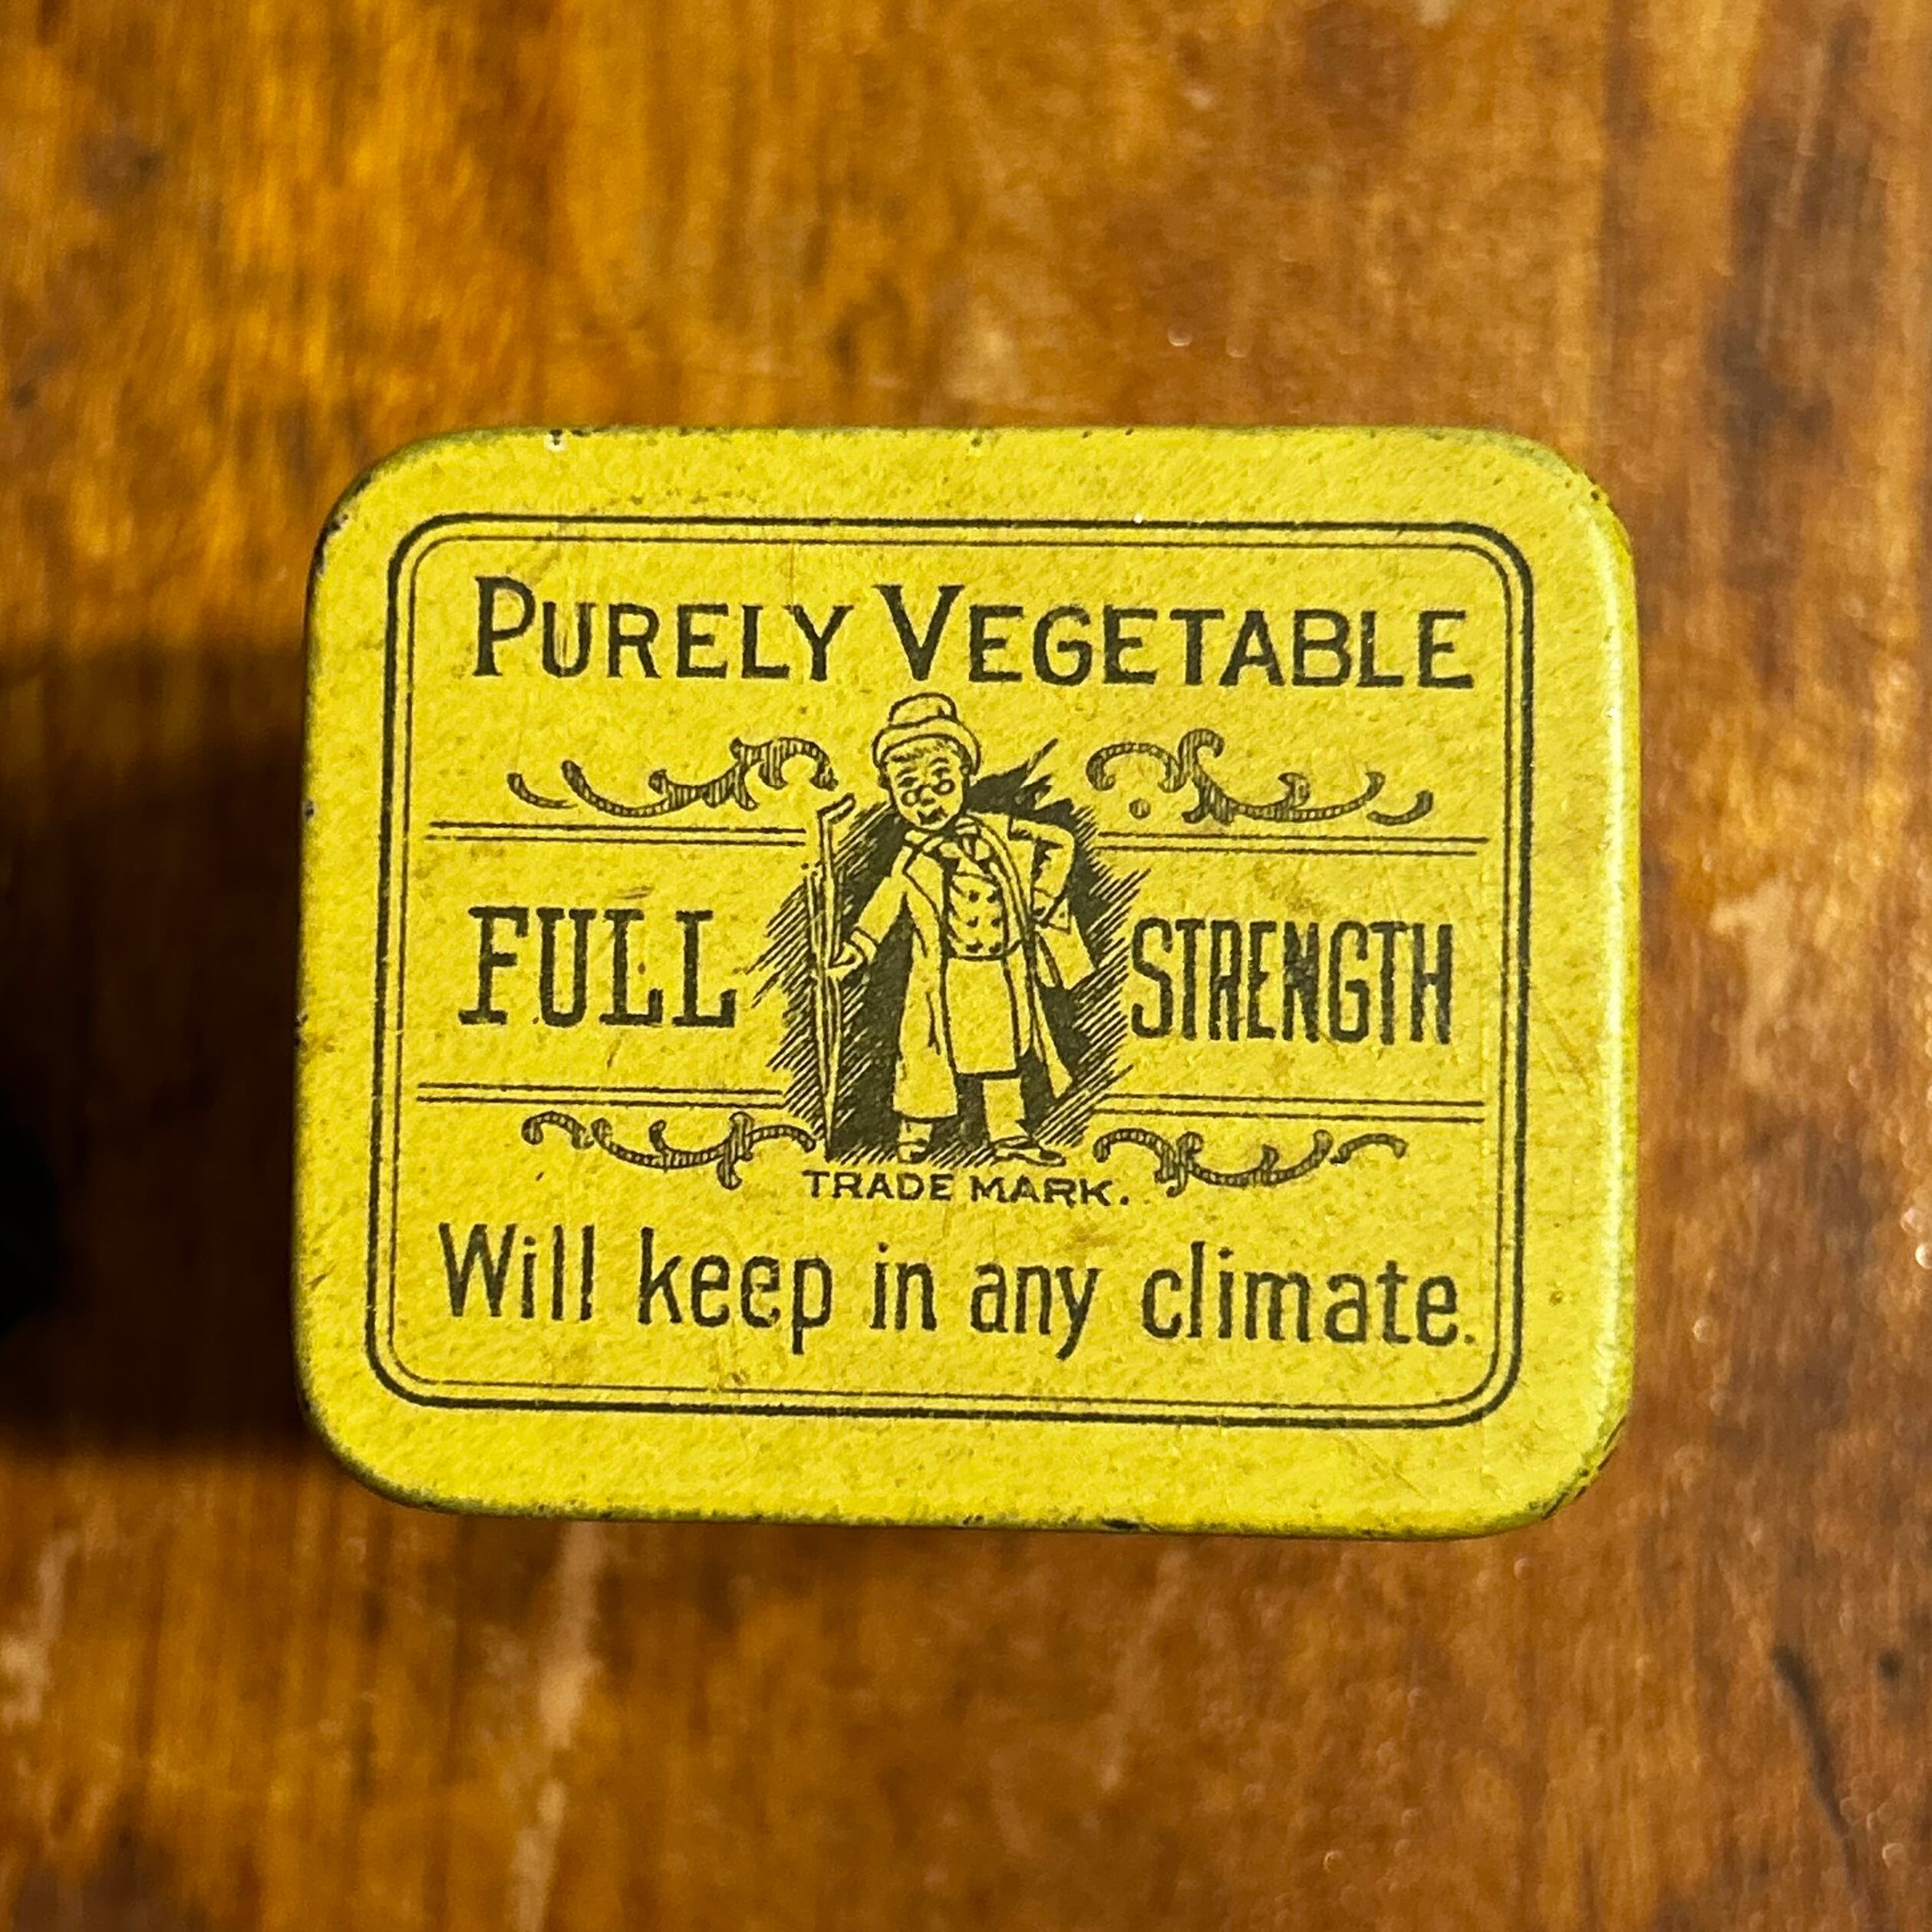 PURELY VEGETABLE
FULL STRENGTH
TRADE MARK.
Will keep in any climate.